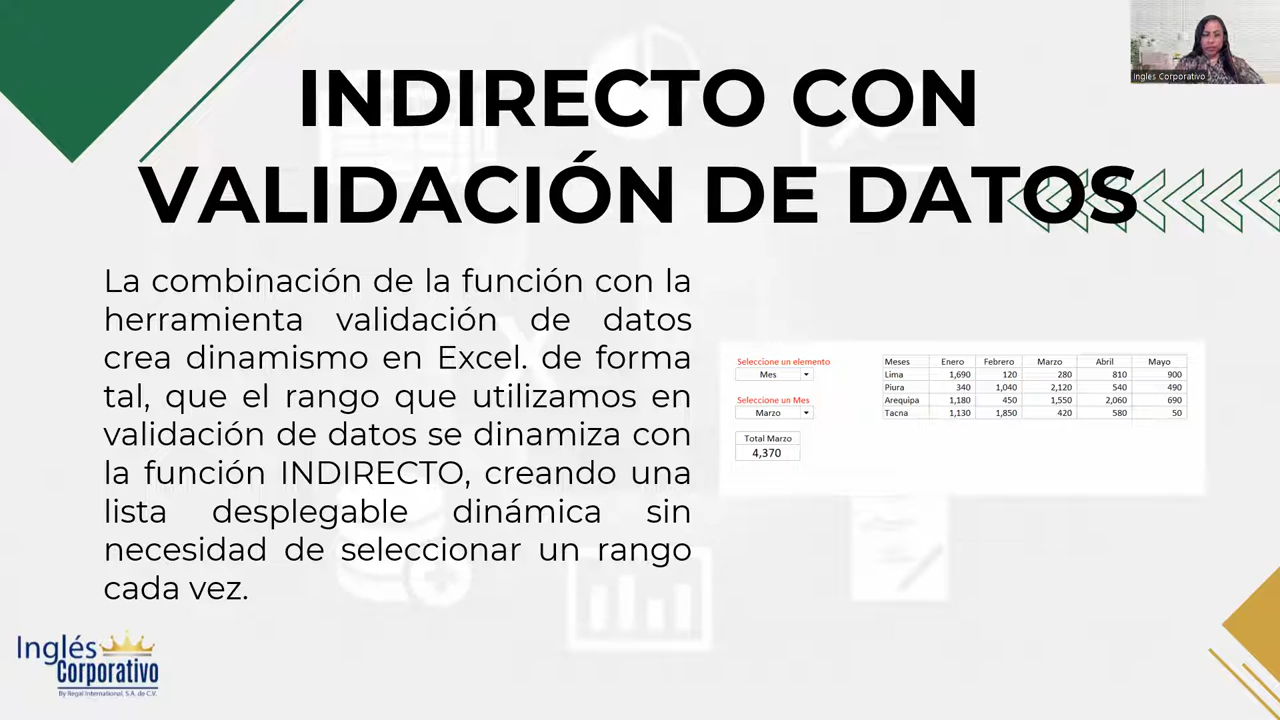 INDIRECTO CON
VALIDACIÓN DE DATOS
Ingles Corporativo
La combinación de la función con la
herramienta validación de datos
crea dinamismo en Excel. de forma
tal, que el rango que utilizamos en
validación de datos se dinamiza con
la función INDIRECTO, creando una
lista desplegable dinámica sin
necesidad de seleccionar un rango
cada vez.
Seleccione un elemento
Mes
Seleccione un Mes
Marzo
Total Marzo
4,370
Meses Enero Febrero Marzo Abril Mayo
Lima 1,690 120 280 810 900
Piura 340 1,040 2,120 540 490
Arequipa 1,180 450 1,550 2,060 690
Tacna 1,130 1,850 420 580 50
Inglés
Corporativo
By Regal International, S.A. de C.V.